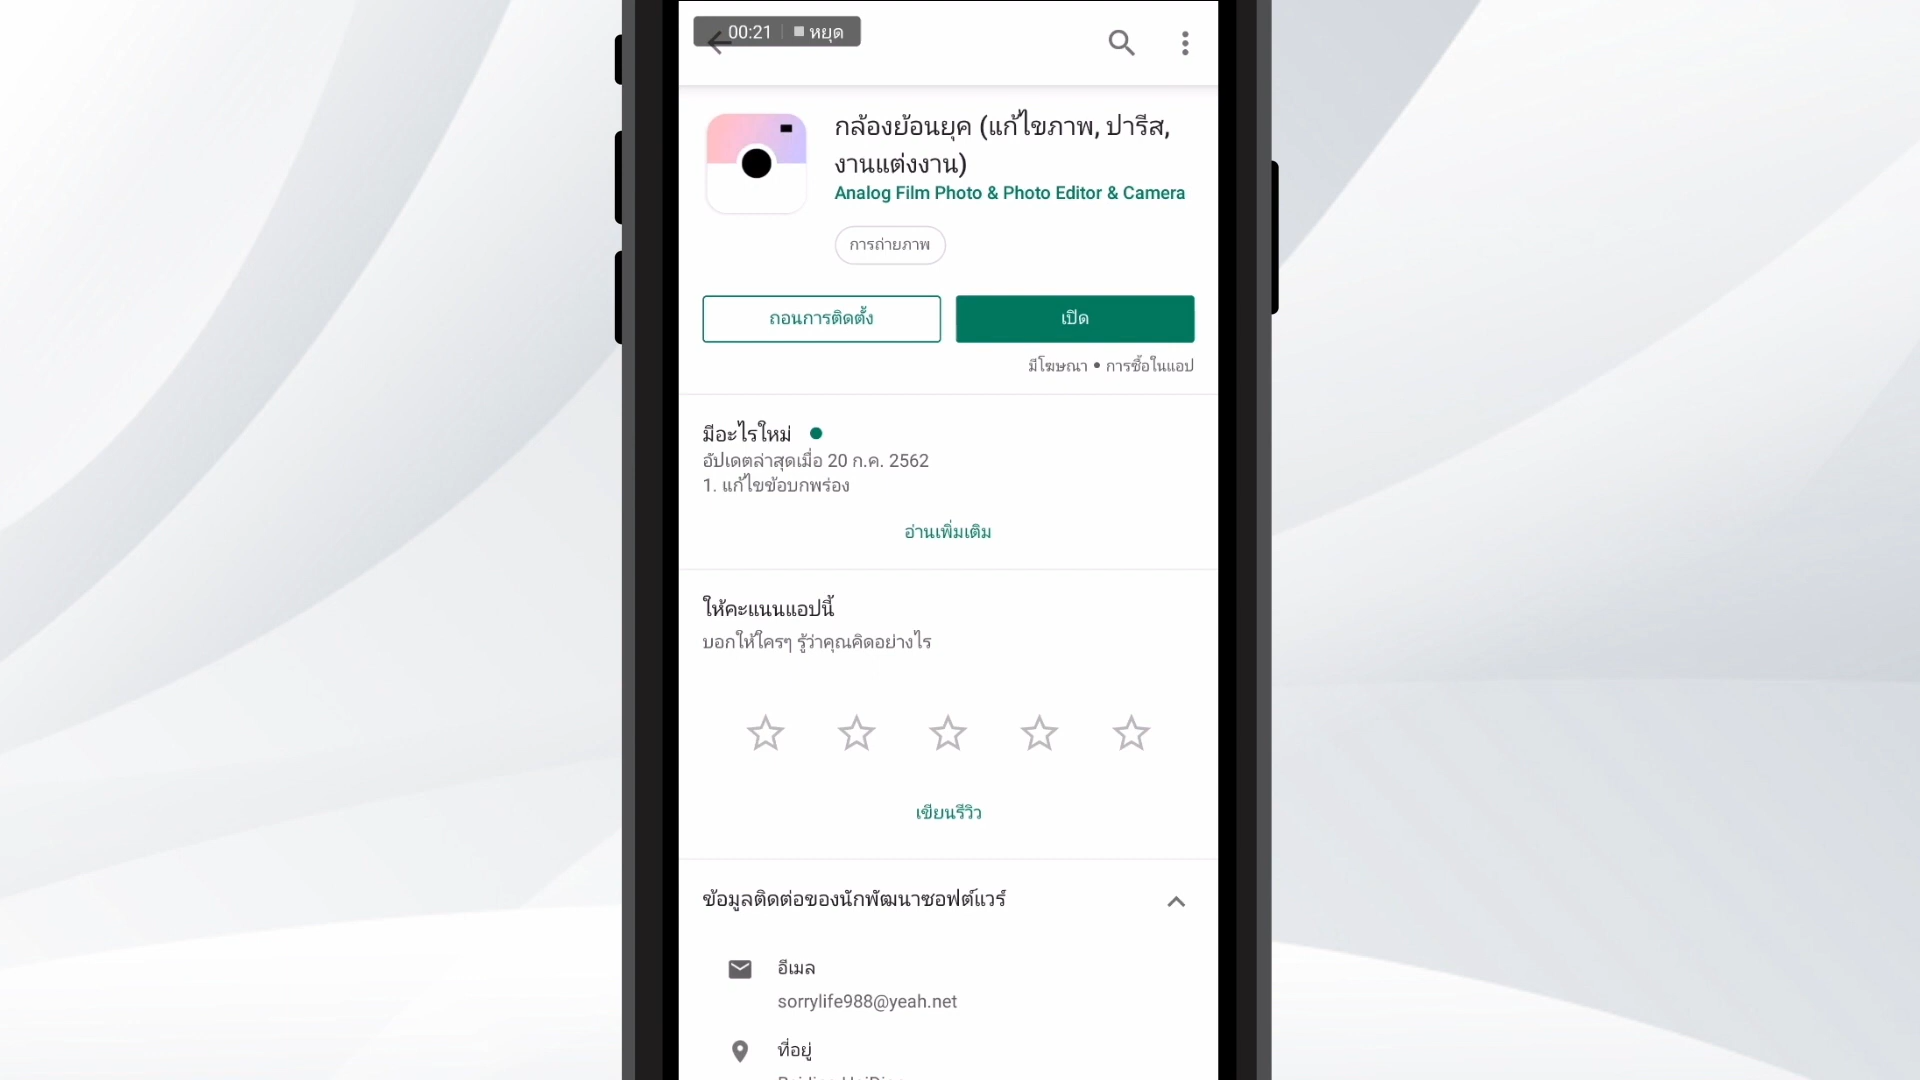 00:21 หยุด
กล้องย้อนยุค (แก้ไขภาพ, ปารีส,
งานแต่งงาน)
Analog Film Photo & Photo Editor & Camera
การถ่ายภาพ
ถอนการติดตั้ง
เปิด
มีโฆษณา • การซื้อในแอป
มีอะไรใหม่
อัปเดตล่าสุดเมื่อ 20 ก.ค. 2562
1. แก้ไขข้อบกพร่อง
อ่านเพิ่มเติม
ให้คะแนนแอปนี้
บอกให้ใครๆ รู้ว่าคุณคิดอย่างไร
เขียนรีวิว
ข้อมูลติดต่อของนักพัฒนาซอฟต์แวร์
อีเมล
sorrylife988@yeah.net
ที่อยู่